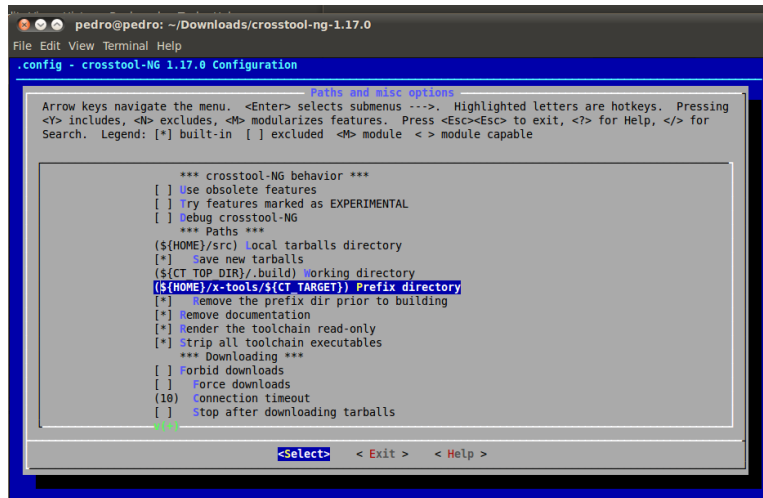 pedro@pedro: ~/Downloads/crosstool-ng-1.17.0
File Edit View Terminal Help
.config - crosstool-NG 1.17.0 Configuration
Paths and misc options
Arrow keys navigate the menu. <Enter> selects submenus --->. Highlighted letters are hotkeys. Pressing
<Y> includes, <N> excludes, <M> modularizes features. Press <Esc><Esc> to exit, <?> for Help, </> for
Search. Legend: [*] built-in [ ] excluded <M> module < > module capable
*** crosstool-NG behavior ***
[ ] Use obsolete features
[ ] Try features marked as EXPERIMENTAL
[ ] Debug crosstool-NG
*** Paths ***
(${HOME}/src) Local tarballs directory
[*] Save new tarballs
(${CT_TOP_DIR}/.build) Working directory
(${HOME}/x-tools/${CT_TARGET}) Prefix directory
[*] Remove the prefix dir prior to building
[*] Remove documentation
[*] Render the toolchain read-only
[*] Strip all toolchain executables
*** Downloading ***
[ ] Forbid downloads
[ ] Force downloads
(10) Connection timeout
[ ] Stop after downloading tarballs
v(+)
<Select> < Exit > < Help >